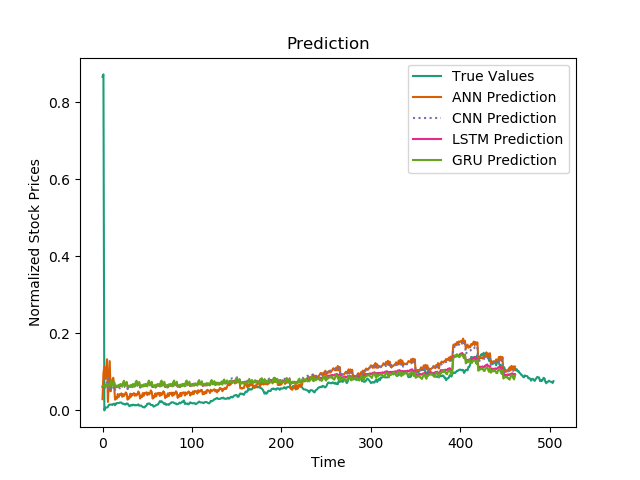 Prediction
True Values
ANN Prediction
CNN Prediction
LSTM Prediction
GRU Prediction
Normalized Stock Prices
0.8
0.6
0.4
0.2
0.0
0 100 200 300 400 500
Time